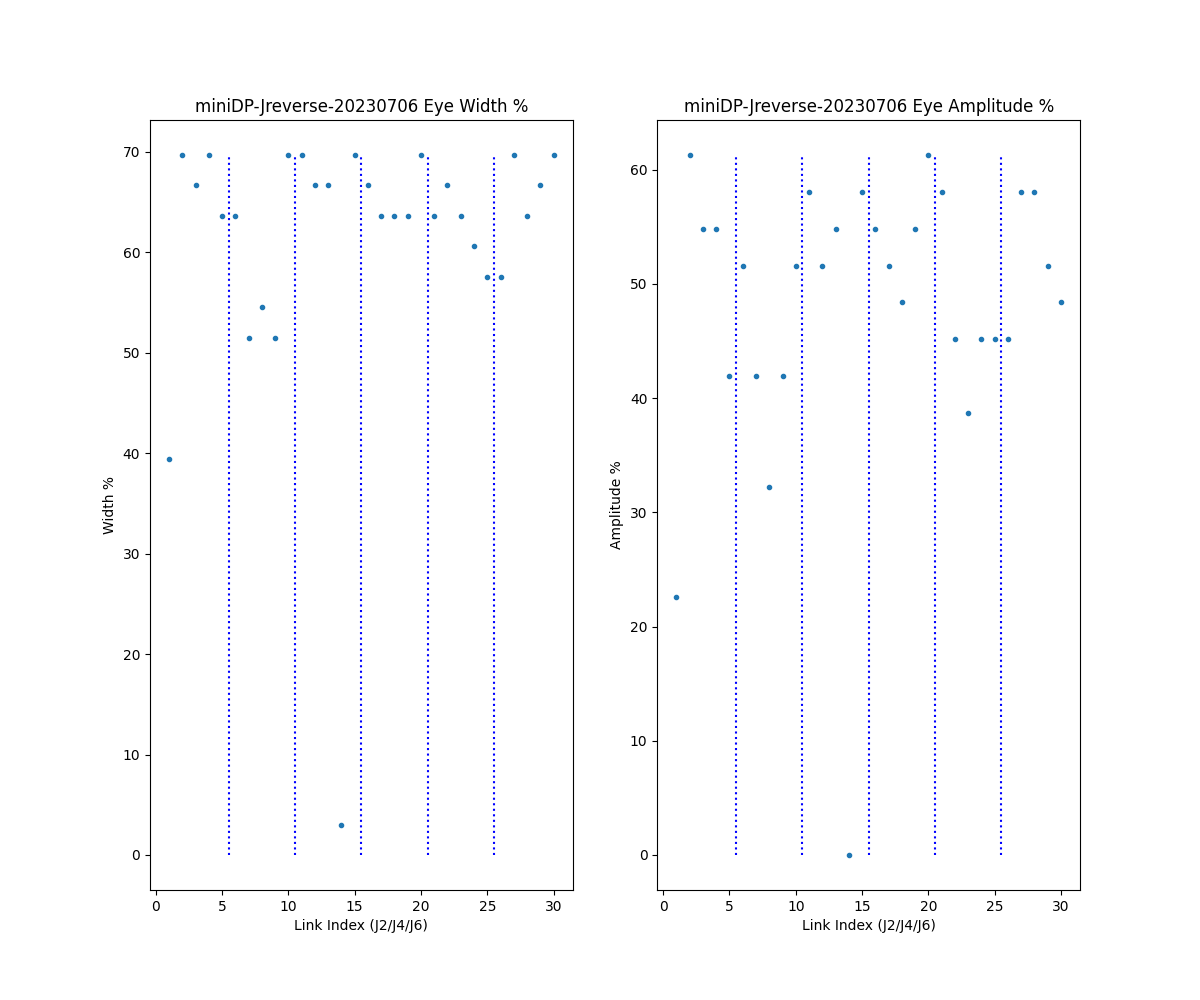 miniDP-Jreverse-20230706 Eye Width %
70
60
50
40
30
20
10
0
Width %
0 5 10 15 20 25 30
Link Index (J2/J4/J6)
miniDP-Jreverse-20230706 Eye Amplitude %
60
50
40
30
20
10
0
Amplitude %
0 5 10 15 20 25 30
Link Index (J2/J4/J6)